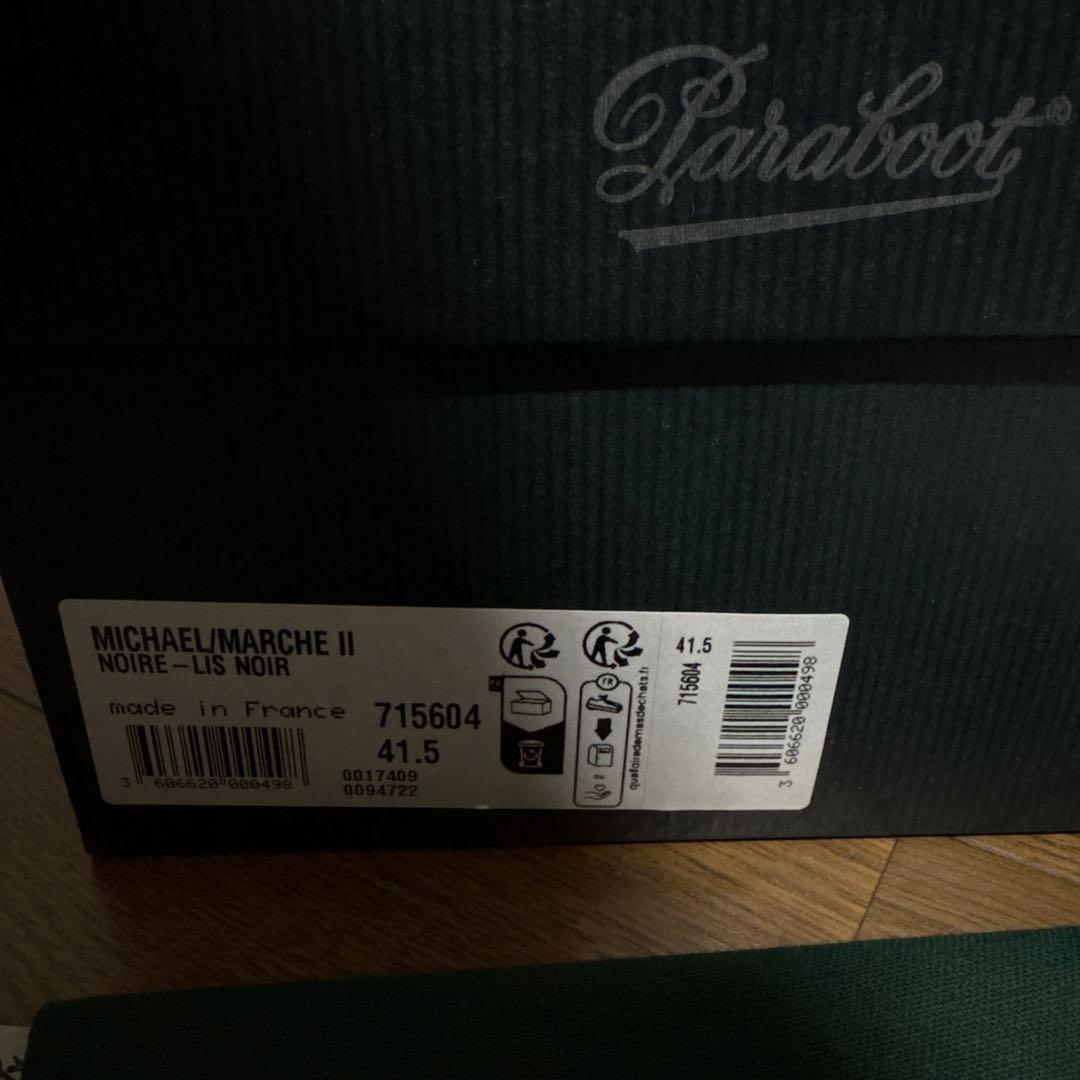 Paraboot®
MICHAEL/MARCHE II
NOIRE-LIS NOIR
made in France 715604
41.5
3 606620 000498
0017409
0094722
FR
quefairedemesdechets.fr
41.5
715604
3 606620 000498